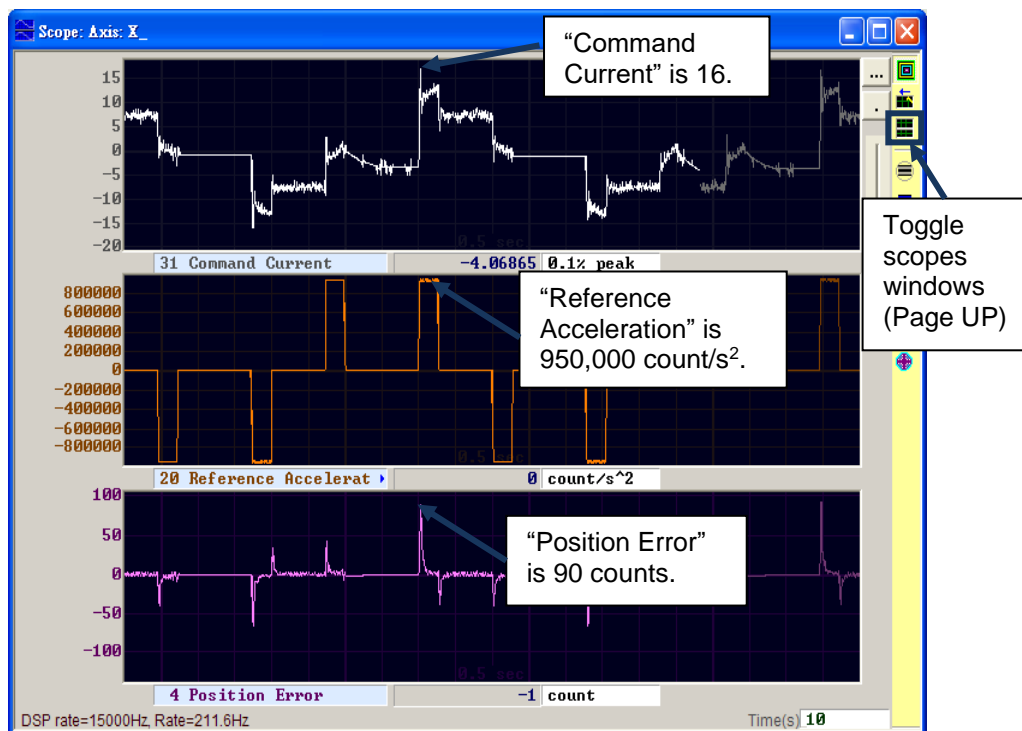 Scope: Axis: X_
“Command
Current” is 16.
15
10
5
0
-5
-10
-15
-20
0.5 sec
31 Command Current
-4.06865
0.1% peak
...
.
Toggle
scopes
windows
(Page UP)
800000
600000
400000
200000
0
-200000
-400000
-600000
-800000
“Reference
Acceleration” is
950,000 count/s².
0.5 sec
20 Reference Accelerat
0
count/s^2
100
50
0
-50
-100
“Position Error”
is 90 counts.
0.5 sec
4 Position Error
-1
count
DSP rate=15000Hz, Rate=211.6Hz
Time(s) 10